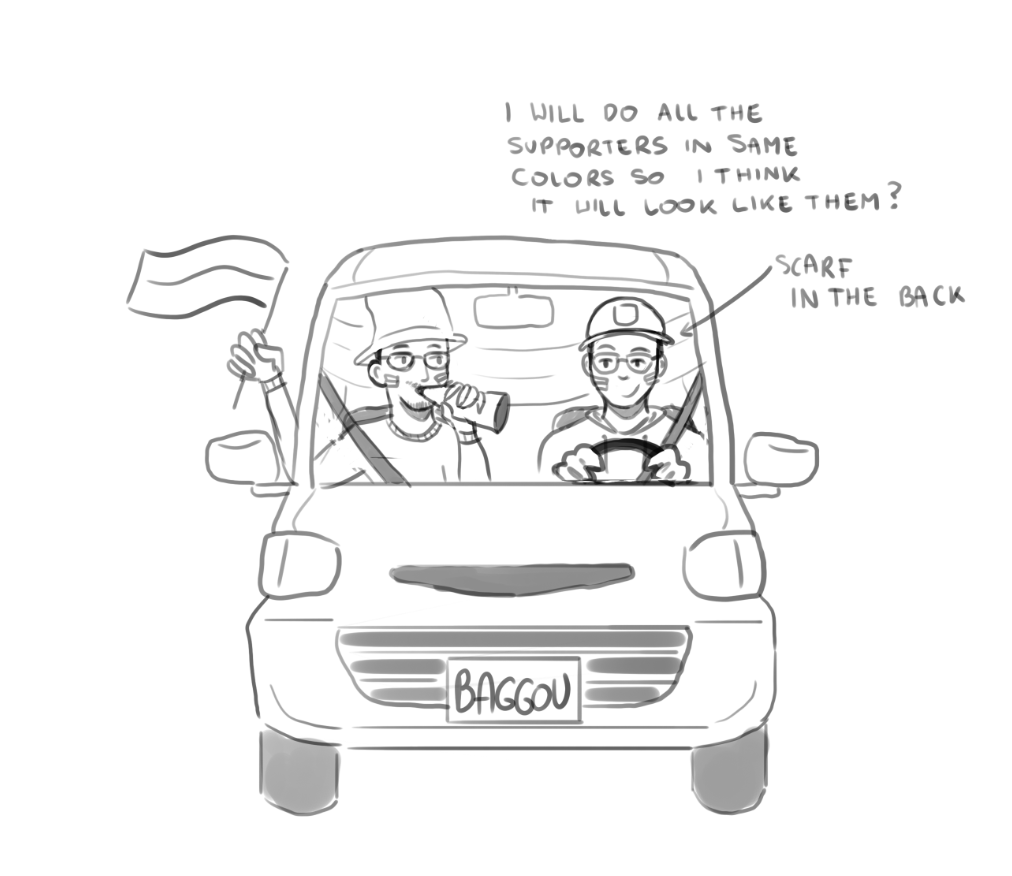 I WILL DO ALL THE
SUPPORTERS IN SAME
COLORS SO I THINK
IT WILL LOOK LIKE THEM?
SCARF
IN THE BACK
BAGGOU